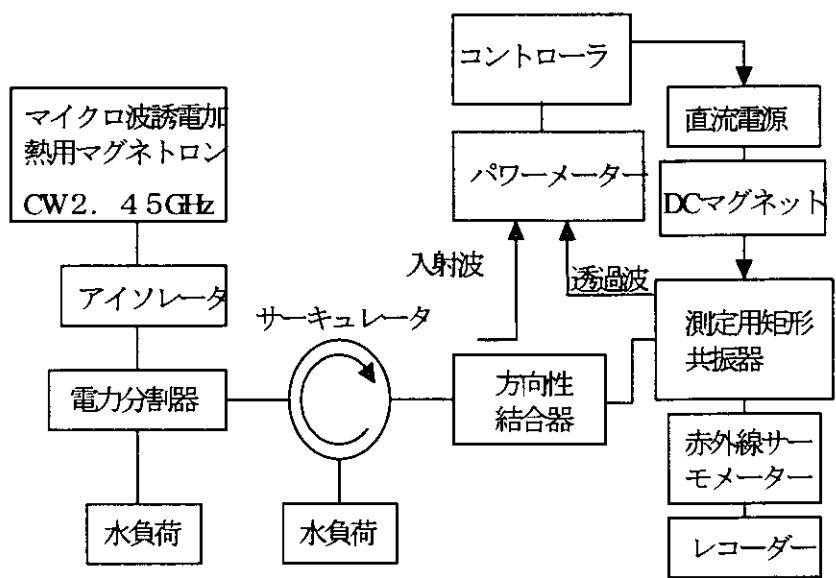 コントローラ
マイクロ波誘電加
熱用マグネトロン
CW2．45GHz
直流電源
パワーメーター
DCマグネット
入射波
透過波
アイソレータ
サーキュレータ
測定用矩形
共振器
電力分割器
方向性
結合器
赤外線サー
モメーター
水負荷
水負荷
レコーダー